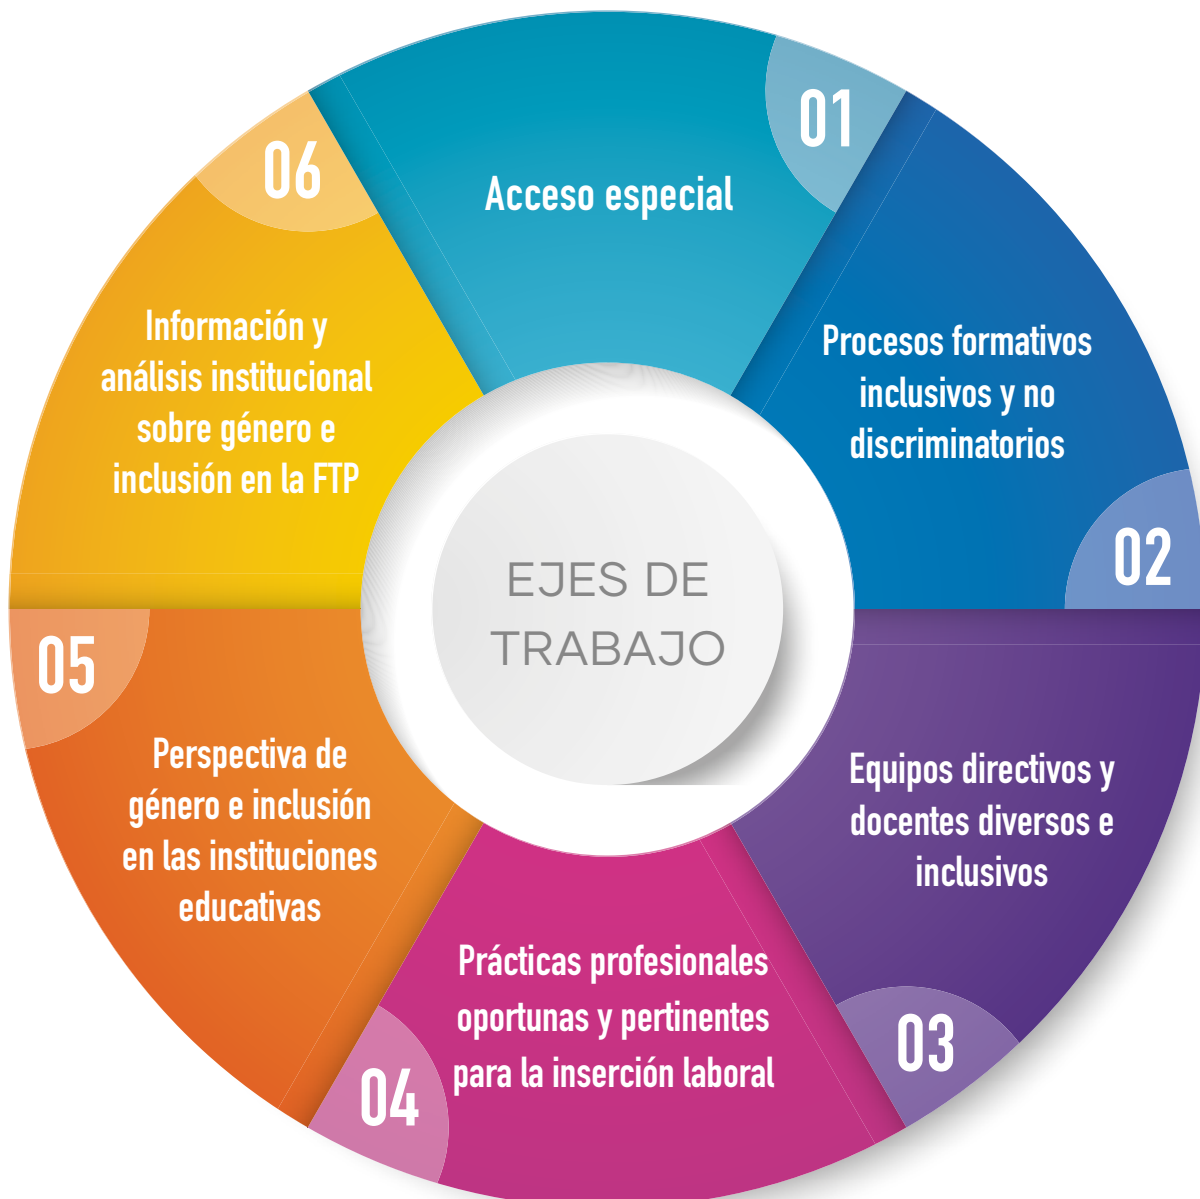 EJES DE
TRABAJO
01
Acceso especial
02
Procesos formativos
inclusivos y no
discriminatorios
03
Equipos directivos y
docentes diversos e
inclusivos
04
Prácticas profesionales
oportunas y pertinentes
para la inserción laboral
05
Perspectiva de
género e inclusión
en las instituciones
educativas
06
Información y
análisis institucional
sobre género e
inclusión en la FTP